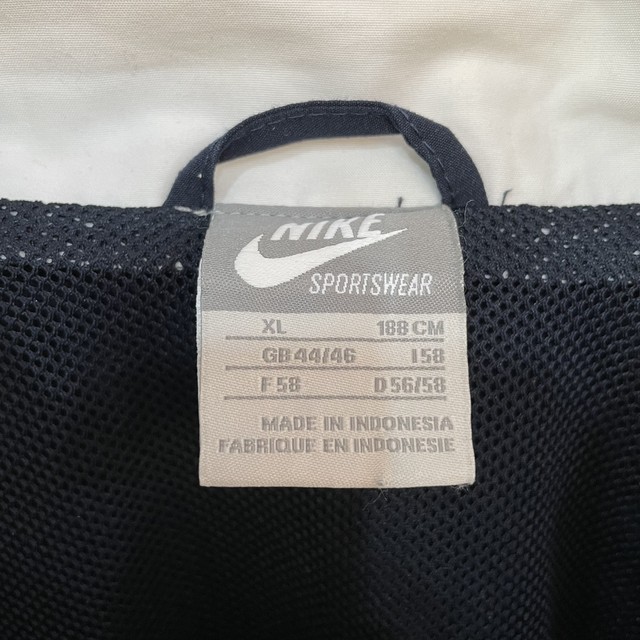 NIKE
SPORTSWEAR
XL 188 CM
GB 44/46 I 58
F 58 D 56/58
MADE IN INDONESIA
FABRIQUE EN INDONESIE